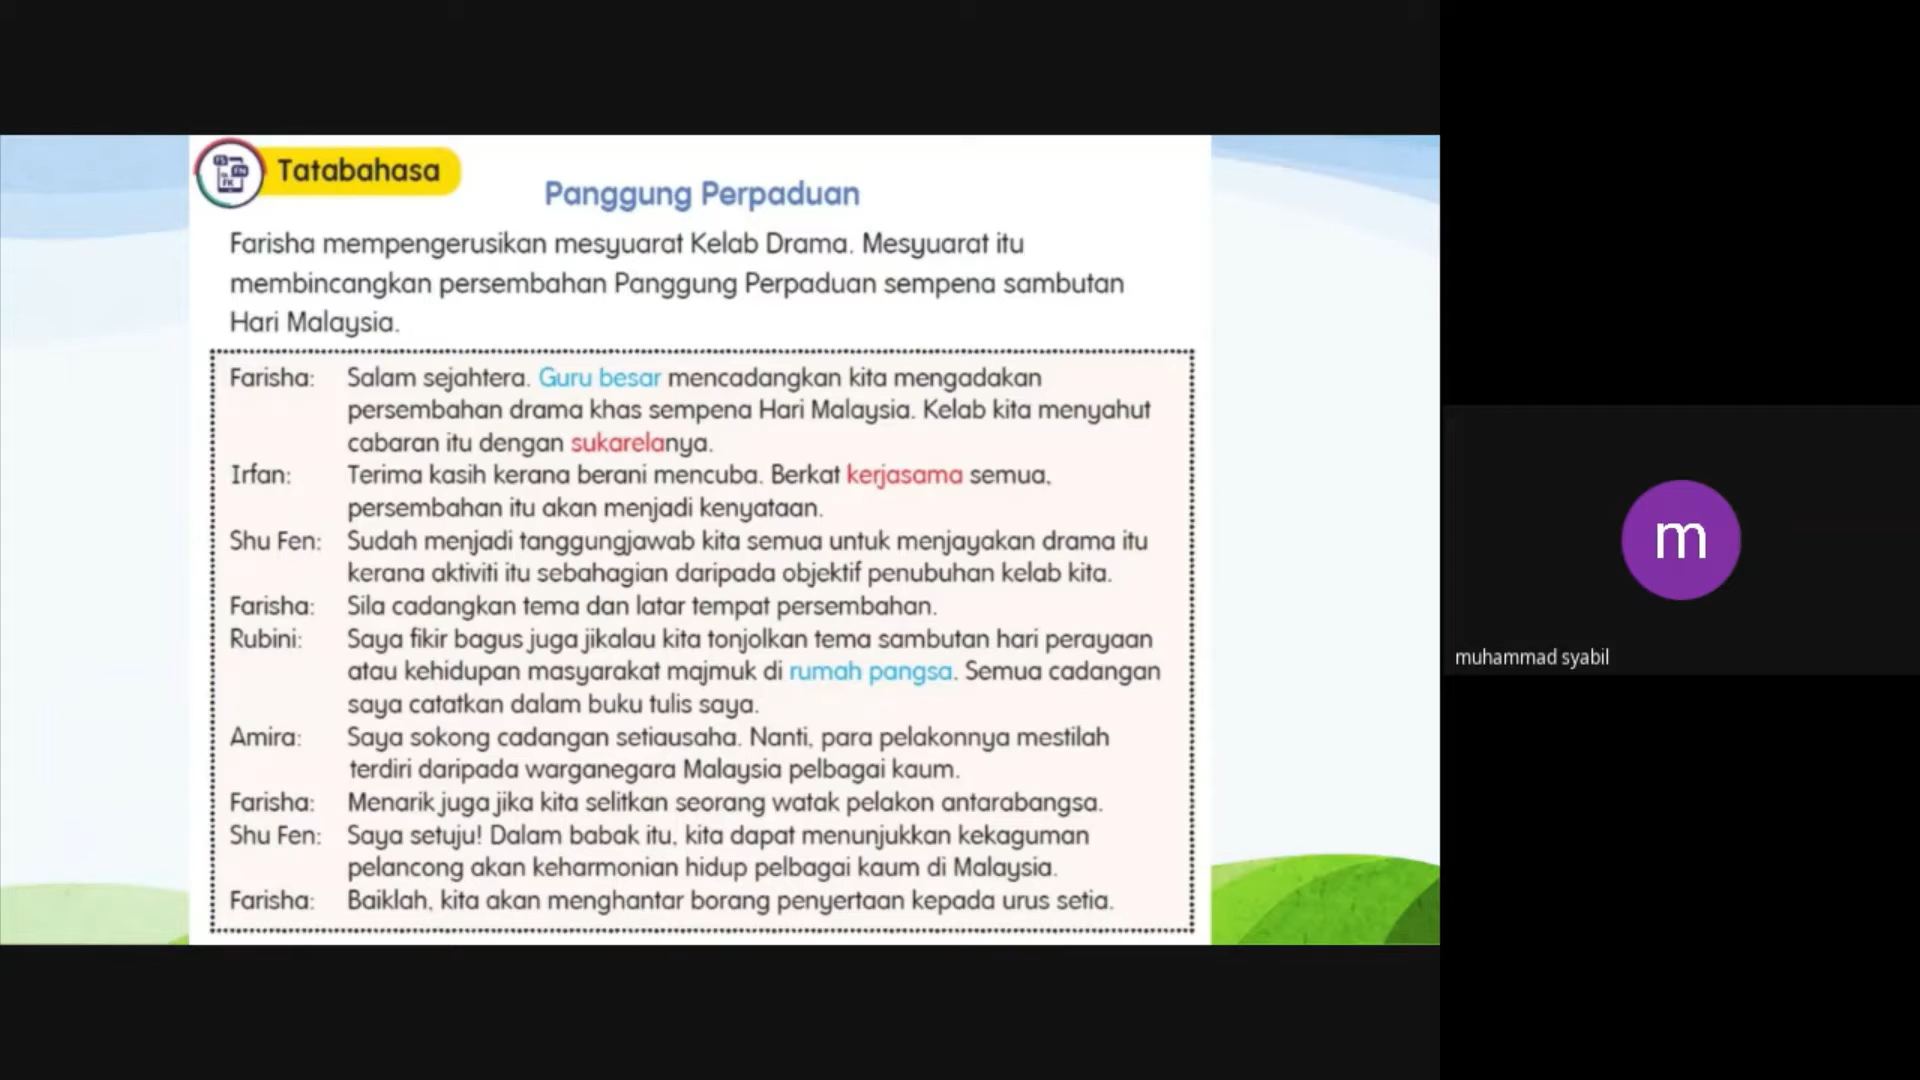 Tatabahasa
Panggung Perpaduan
Farisha mempengerusikan mesyuarat Kelab Drama. Mesyuarat itu
membincangkan persembahan Panggung Perpaduan sempena sambutan
Hari Malaysia.
Farisha: Salam sejahtera. Guru besar mencadangkan kita mengadakan
persembahan drama khas sempena Hari Malaysia. Kelab kita menyahut
cabaran itu dengan sukarelanya.
Irfan: Terima kasih kerana berani mencuba. Berkat kerjasama semua,
persembahan itu akan menjadi kenyataan.
Shu Fen: Sudah menjadi tanggungjawab kita semua untuk menjayakan drama itu
kerana aktiviti itu sebahagian daripada objektif penubuhan kelab kita.
Farisha: Sila cadangkan tema dan latar tempat persembahan.
Rubini: Saya fikir bagus juga jikalau kita tonjolkan tema sambutan hari perayaan
atau kehidupan masyarakat majmuk di rumah pangsa. Semua cadangan
saya catatkan dalam buku tulis saya.
Amira: Saya sokong cadangan setiausaha. Nanti, para pelakonnya mestilah
terdiri daripada warganegara Malaysia pelbagai kaum.
Farisha: Menarik juga jika kita selitkan seorang watak pelakon antarabangsa.
Shu Fen: Saya setuju! Dalam babak itu, kita dapat menunjukkan kekaguman
pelancong akan keharmonian hidup pelbagai kaum di Malaysia.
Farisha: Baiklah, kita akan menghantar borang penyertaan kepada urus setia.
m
muhammad syabil